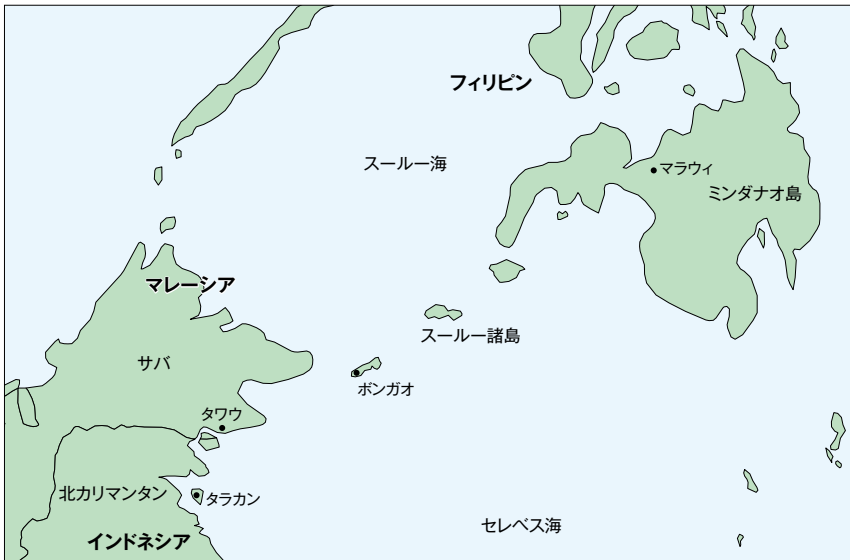 フィリピン
スールー海
マラウィ
ミンダナオ島
マレーシア
スールー諸島
サバ
ボンガオ
タワウ
北カリマンタン
タラカン
セレベス海
インドネシア